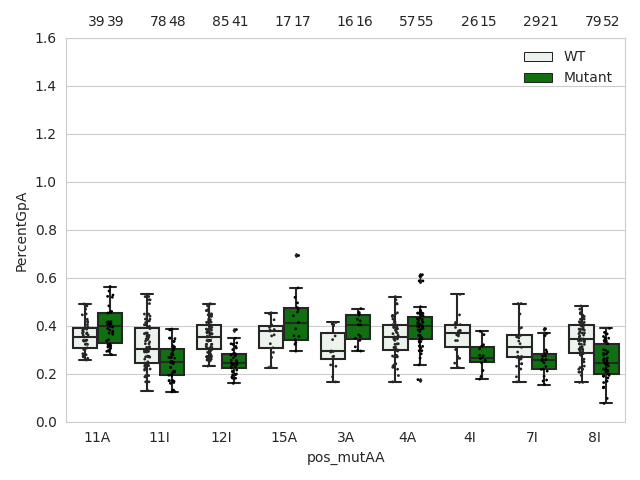 39 39 78 48 85 41 17 17 16 16 57 55 26 15 29 21 79 52
1.6
WT
Mutant
1.4
1.2
1.0
0.8
0.6
0.4
0.2
0.0
PercentGpA
11A 11I 12I 15A 3A 4A 4I 7I 8I
pos_mutAA